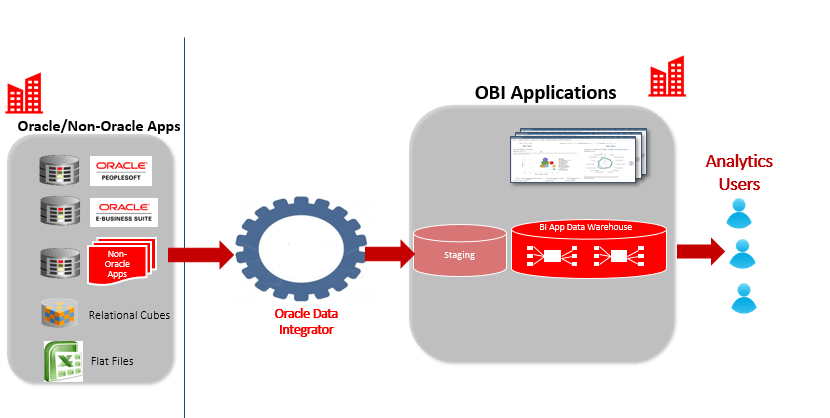 OBI Applications
Oracle/Non-Oracle Apps
ORACLE
PEOPLESOFT
ORACLE
E-BUSINESS SUITE
Non-
Oracle
Apps
Relational Cubes
Flat Files
Oracle Data
Integrator
Staging
BI App Data Warehouse
Analytics
Users